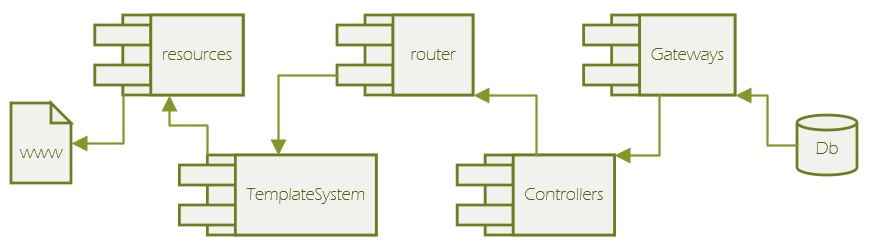 resources
router
Gateways
www
Db
TemplateSystem
Controllers